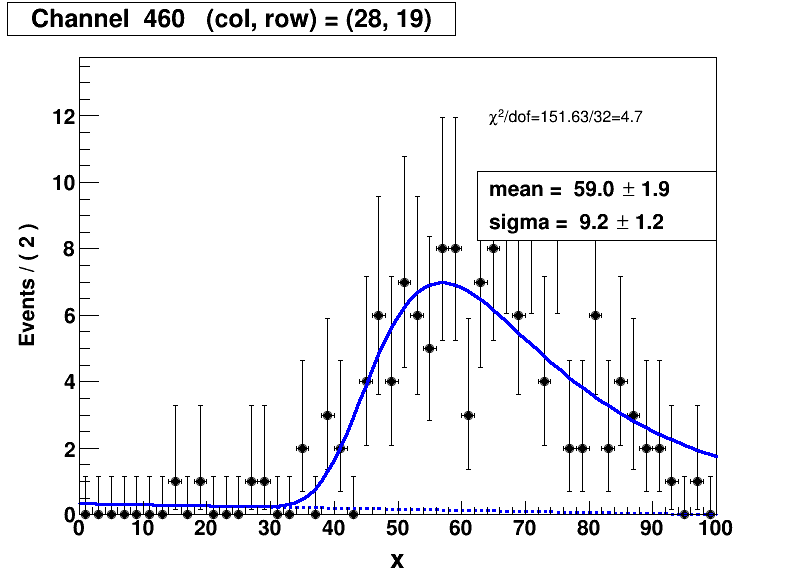 Channel 460 (col, row) = (28, 19)
χ²/dof=151.63/32=4.7
mean = 59.0 ± 1.9
sigma = 9.2 ± 1.2
Events / ( 2 )
12
10
8
6
4
2
0
0 10 20 30 40 50 60 70 80 90 100
x